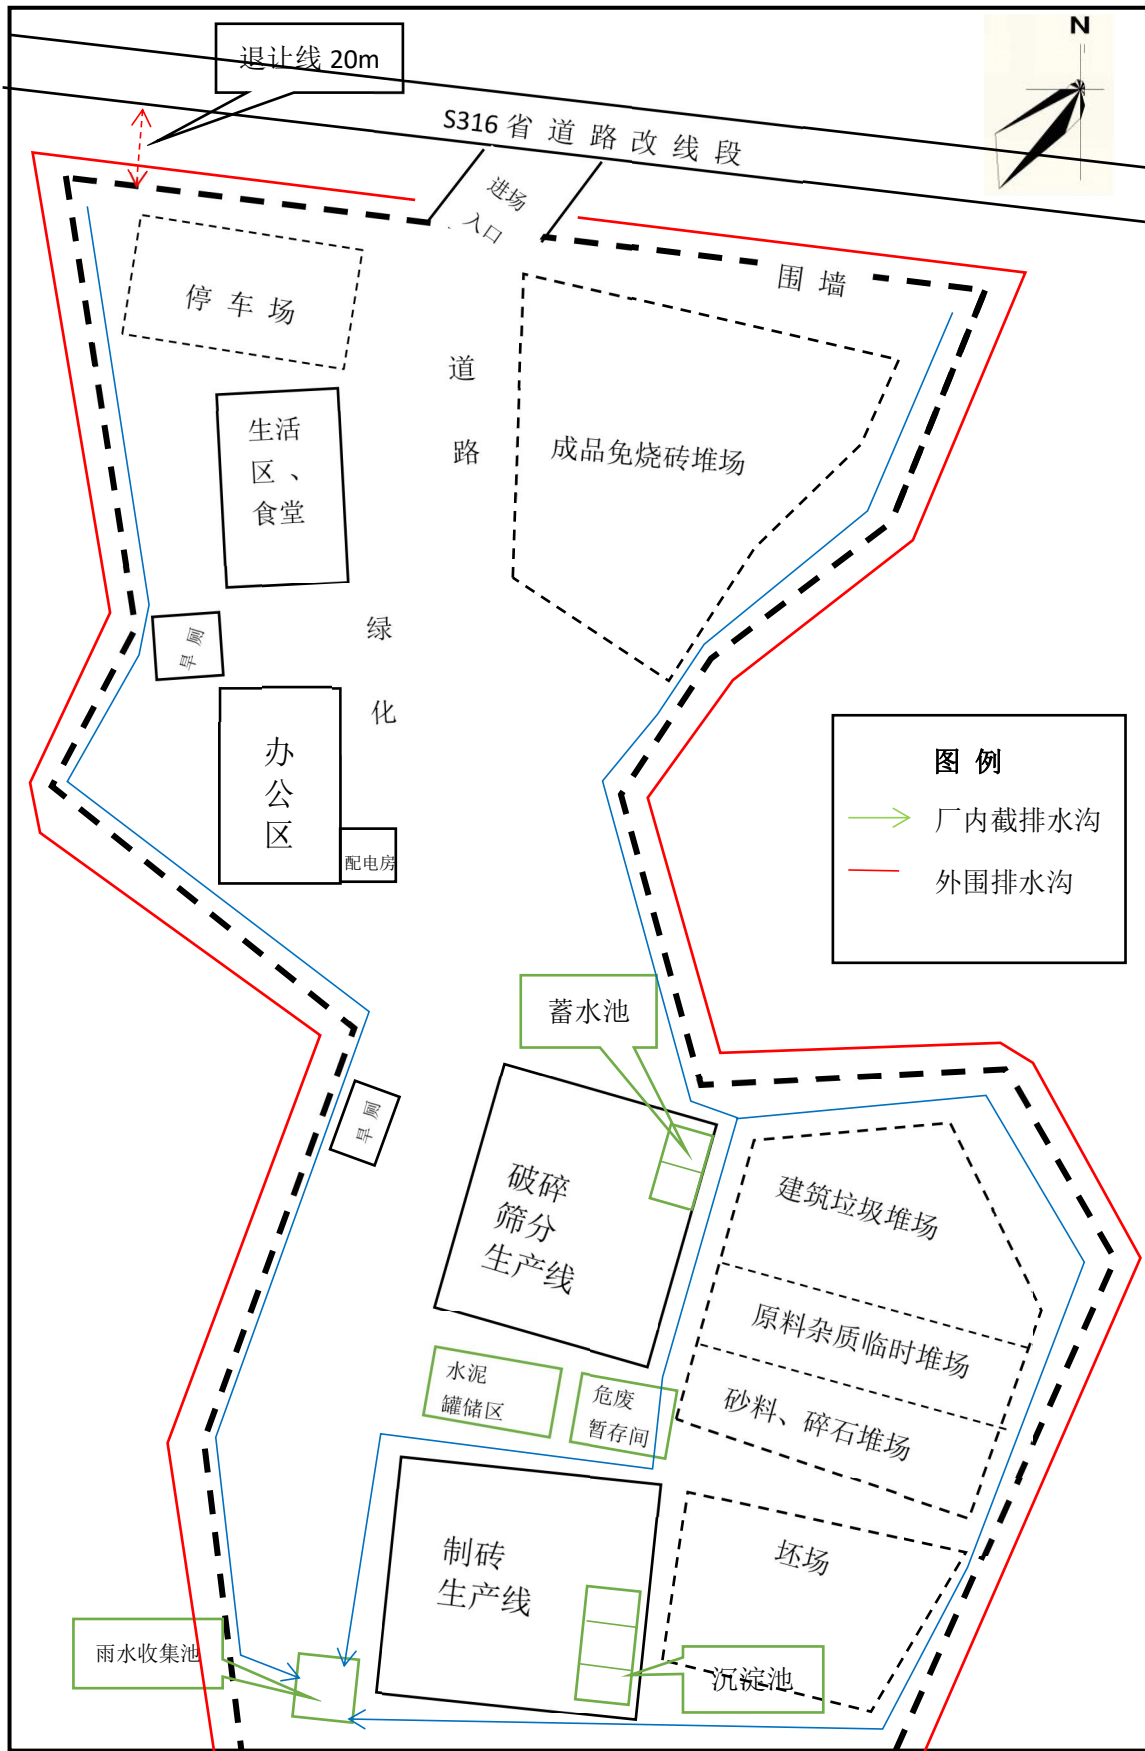 N
退让线 20m
S316 省 道 路 改 线 段
进场
入口
围 墙
停 车 场
道
路
生活
区 、
食堂
成品免烧砖堆场
旱 厕
绿
化
办
公
区
配电房
图 例
厂内截排水沟
外围排水沟
蓄水池
旱 厕
破碎
筛分
生产线
建筑垃圾堆场
原料杂质临时堆场
砂料、碎石堆场
水泥
罐储区
危废
暂存间
制砖
生产线
坯场
雨水收集池
沉淀池